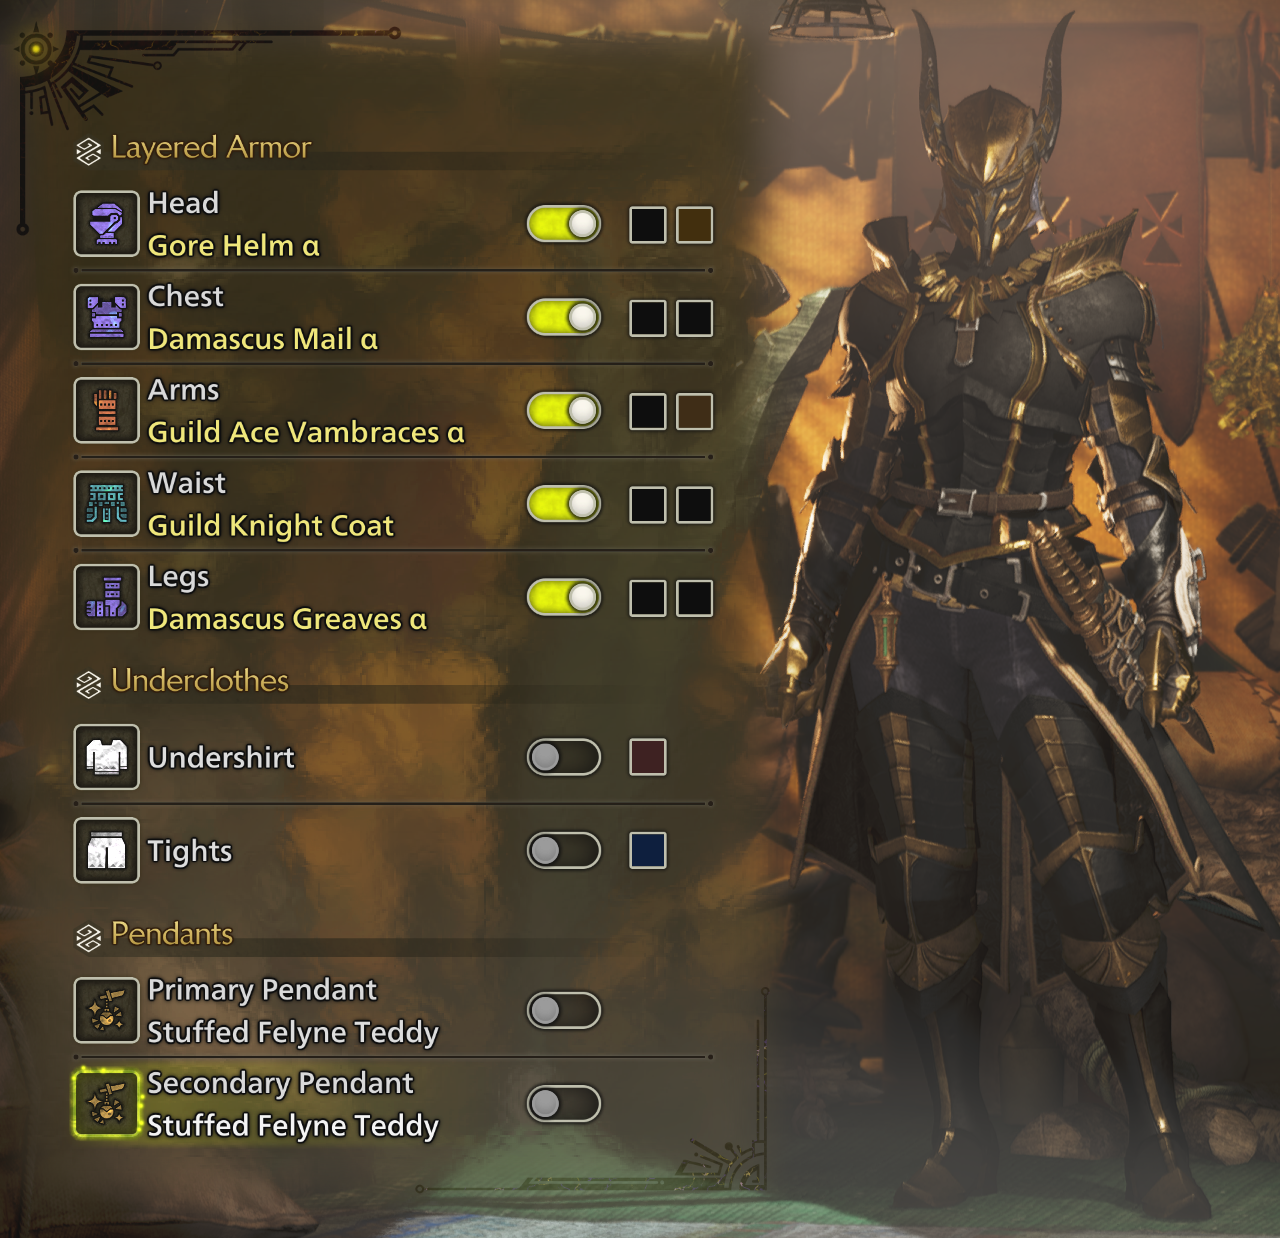 Layered Armor
Head
Gore Helm α
Chest
Damascus Mail α
Arms
Guild Ace Vambraces α
Waist
Guild Knight Coat
Legs
Damascus Greaves α
Underclothes
Undershirt
Tights
Pendants
Primary Pendant
Stuffed Felyne Teddy
Secondary Pendant
Stuffed Felyne Teddy